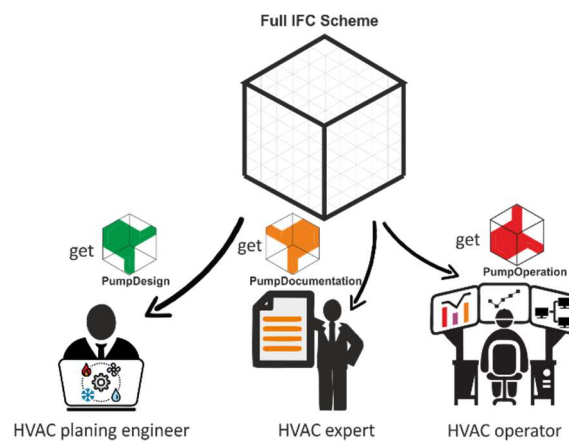 Full IFC Scheme
get
PumpDesign
get
PumpDocumentation
get
PumpOperation
HVAC planing engineer
HVAC expert
HVAC operator